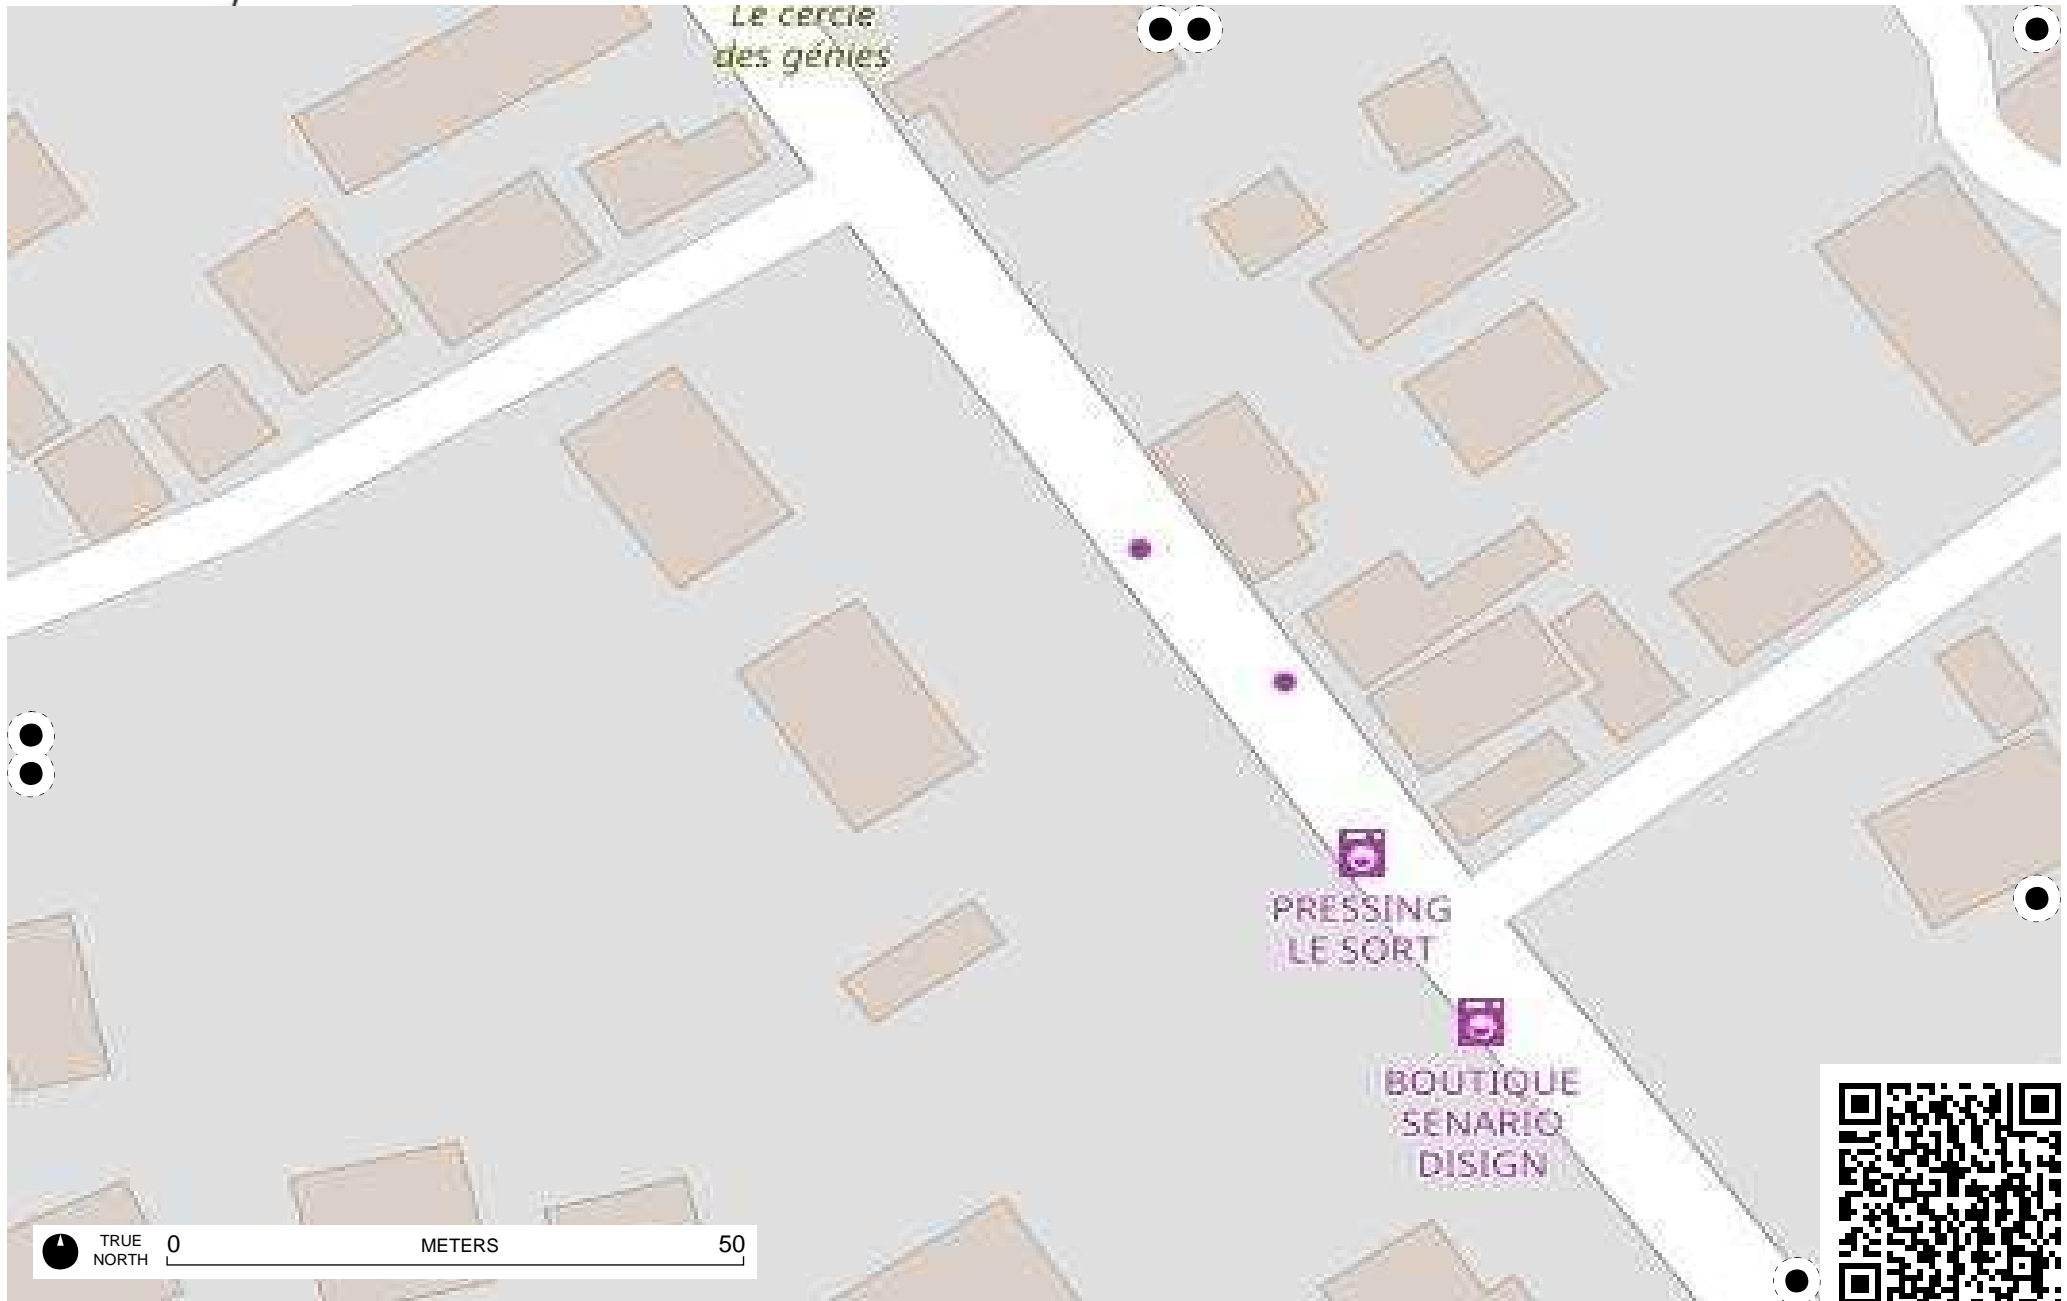 Le cercle
des génies
PRESSING
LE SORT
BOUTIQUE
SENARIO
DISIGN
TRUE
NORTH
0
METERS
50